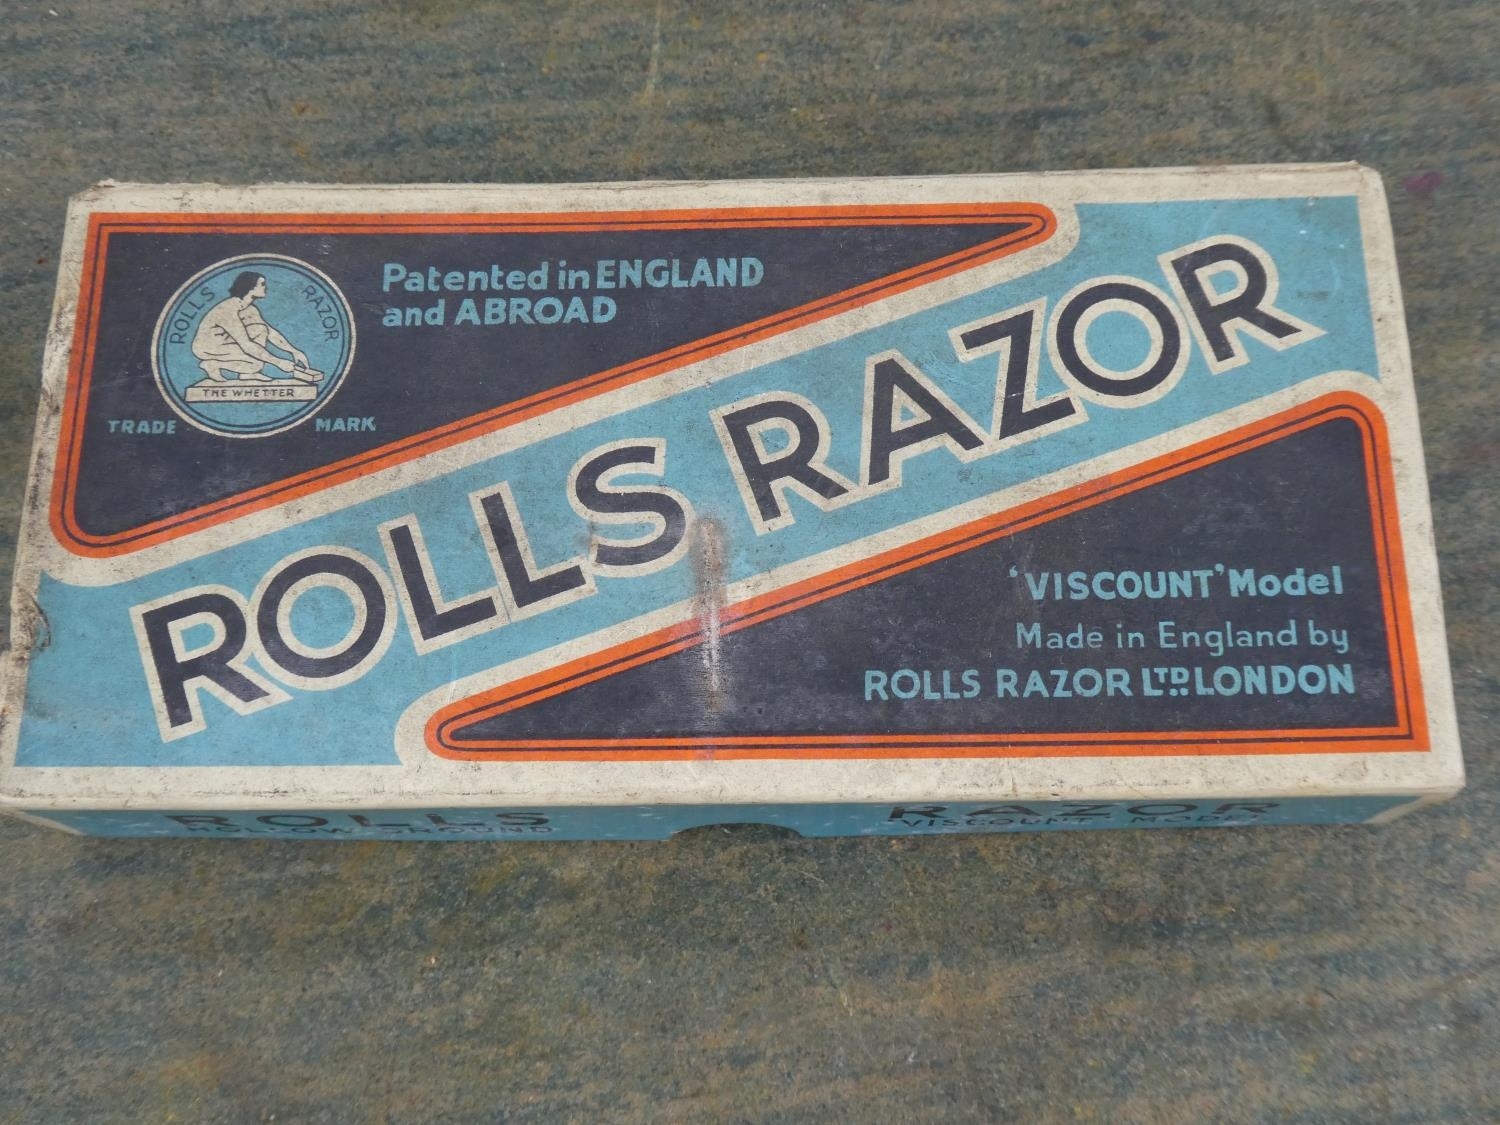 ROLLS RAZOR
THE WHETTER
TRADE MARK
Patented in ENGLAND
and ABROAD
ROLLS RAZOR
'VISCOUNT' Model
Made in England by
ROLLS RAZOR LTD. LONDON
ROLLS RAZOR
HOLLOW GROUND 'VISCOUNT' MODEL